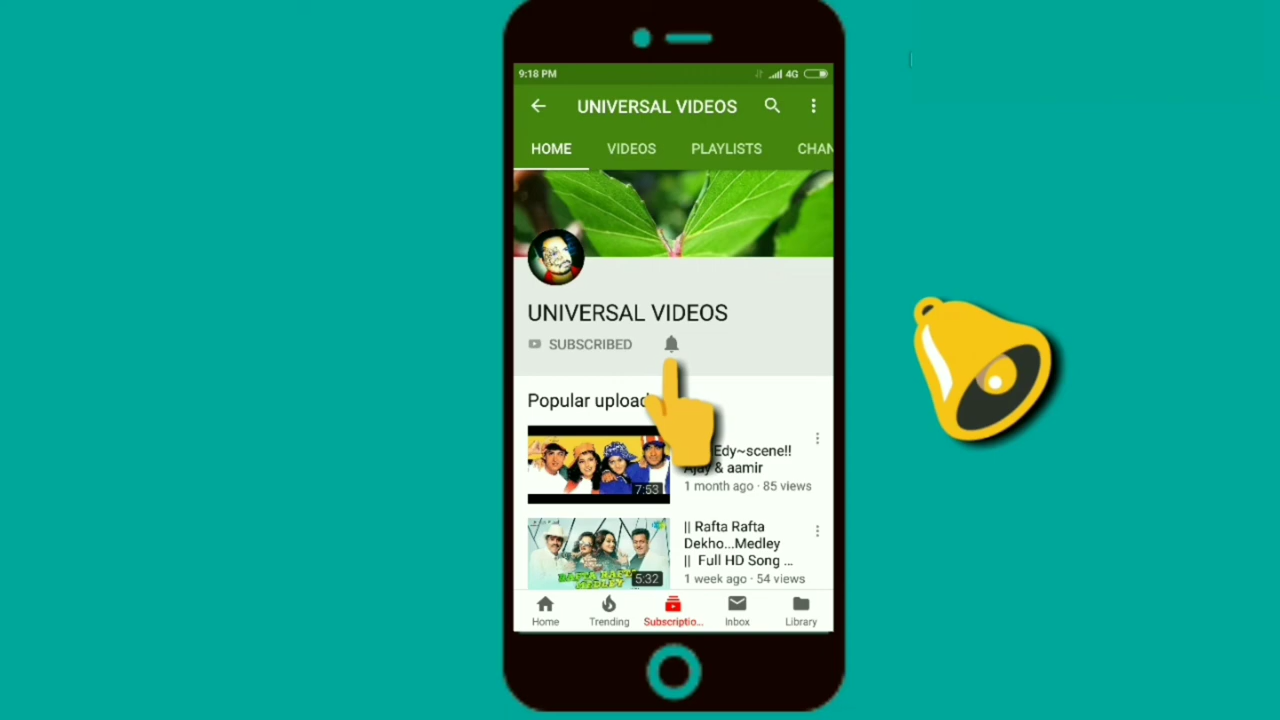 9:18 PM
4G
UNIVERSAL VIDEOS
HOME
VIDEOS
PLAYLISTS
CHAN
UNIVERSAL VIDEOS
SUBSCRIBED
Popular upload
Edy~scene!!
Ajay & aamir
1 month ago · 85 views
7:53
|| Rafta Rafta
Dekho...Medley
|| Full HD Song ...
1 week ago · 54 views
5:32
Home
Trending
Subscriptio...
Inbox
Library